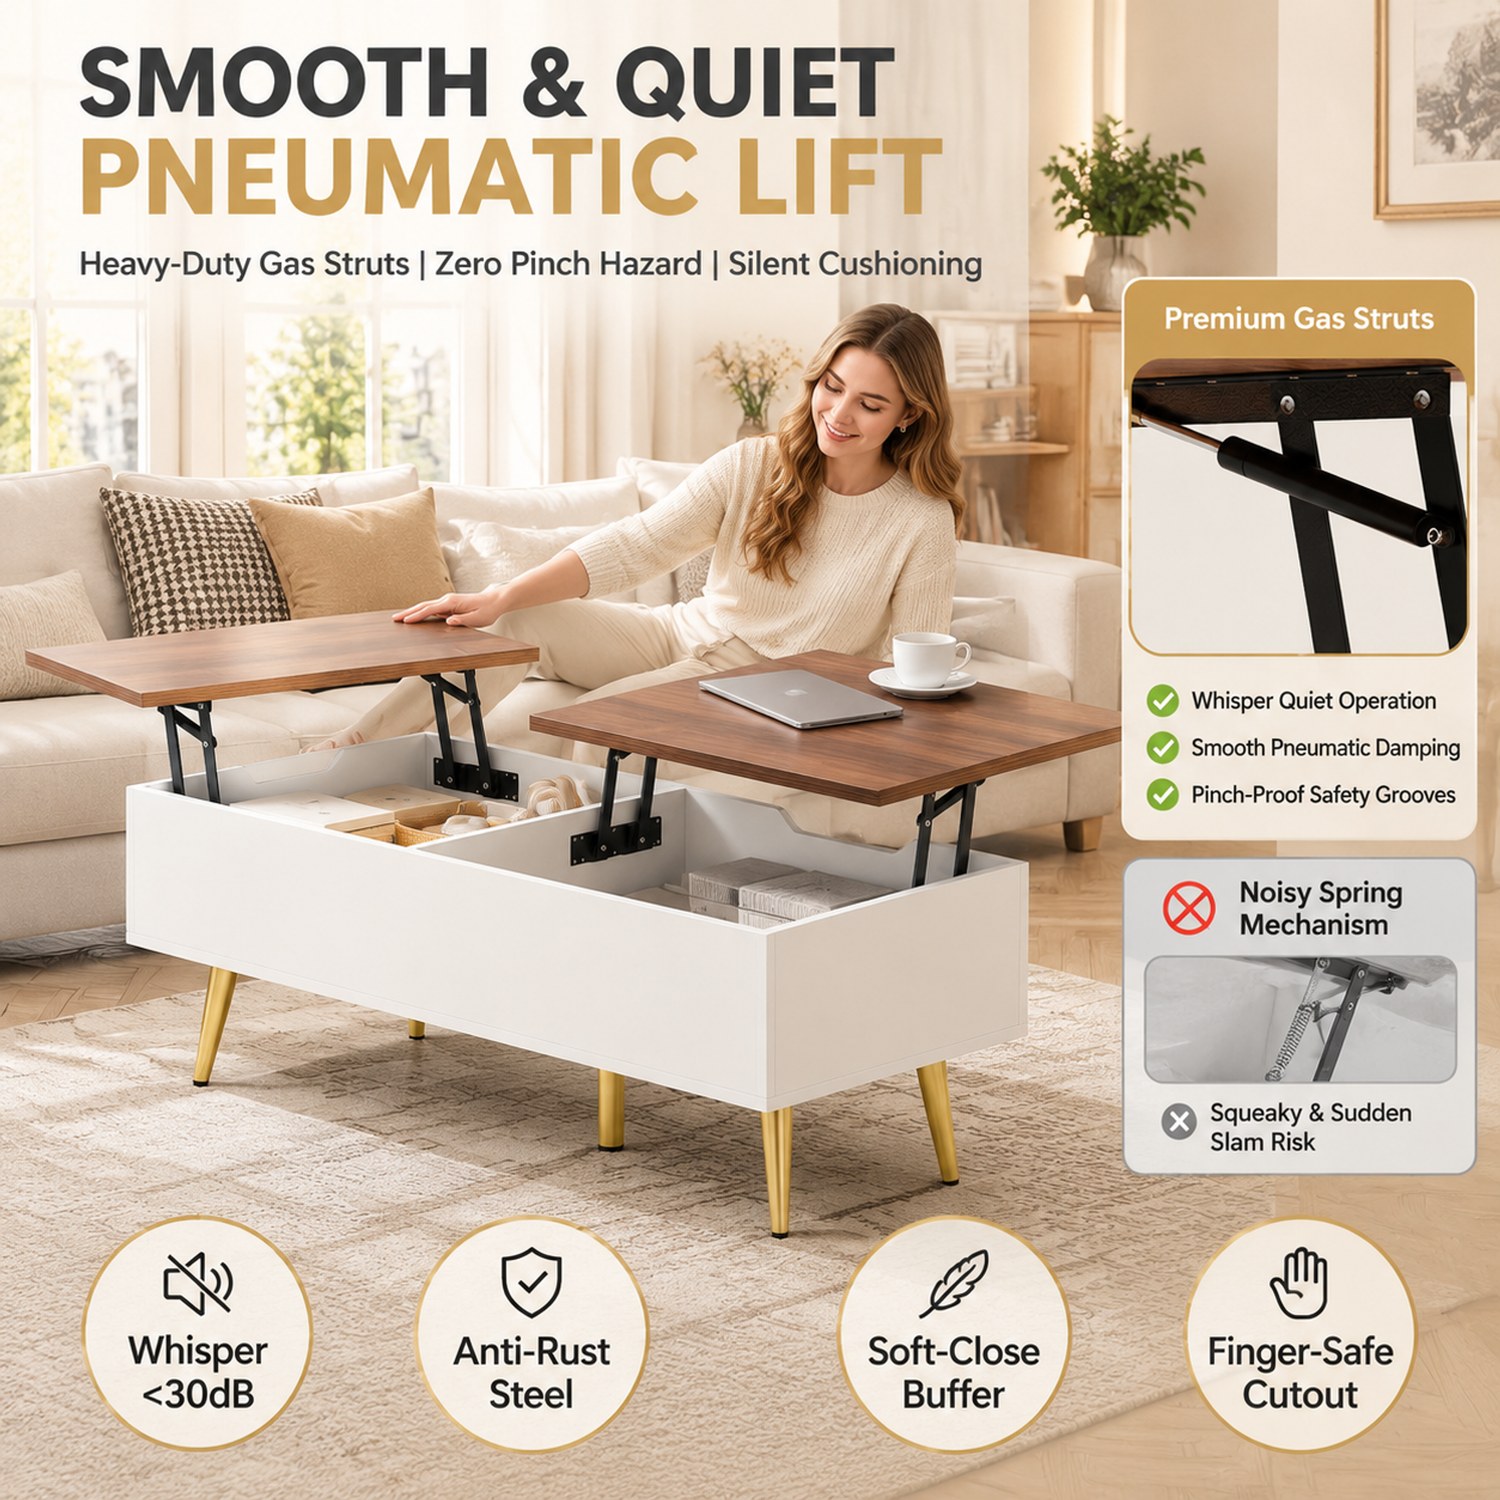 SMOOTH & QUIET
PNEUMATIC LIFT
Heavy-Duty Gas Struts | Zero Pinch Hazard | Silent Cushioning
Premium Gas Struts
Whisper Quiet Operation
Smooth Pneumatic Damping
Pinch-Proof Safety Grooves
Noisy Spring
Mechanism
Squeaky & Sudden
Slam Risk
Whisper
<30dB
Anti-Rust
Steel
Soft-Close
Buffer
Finger-Safe
Cutout